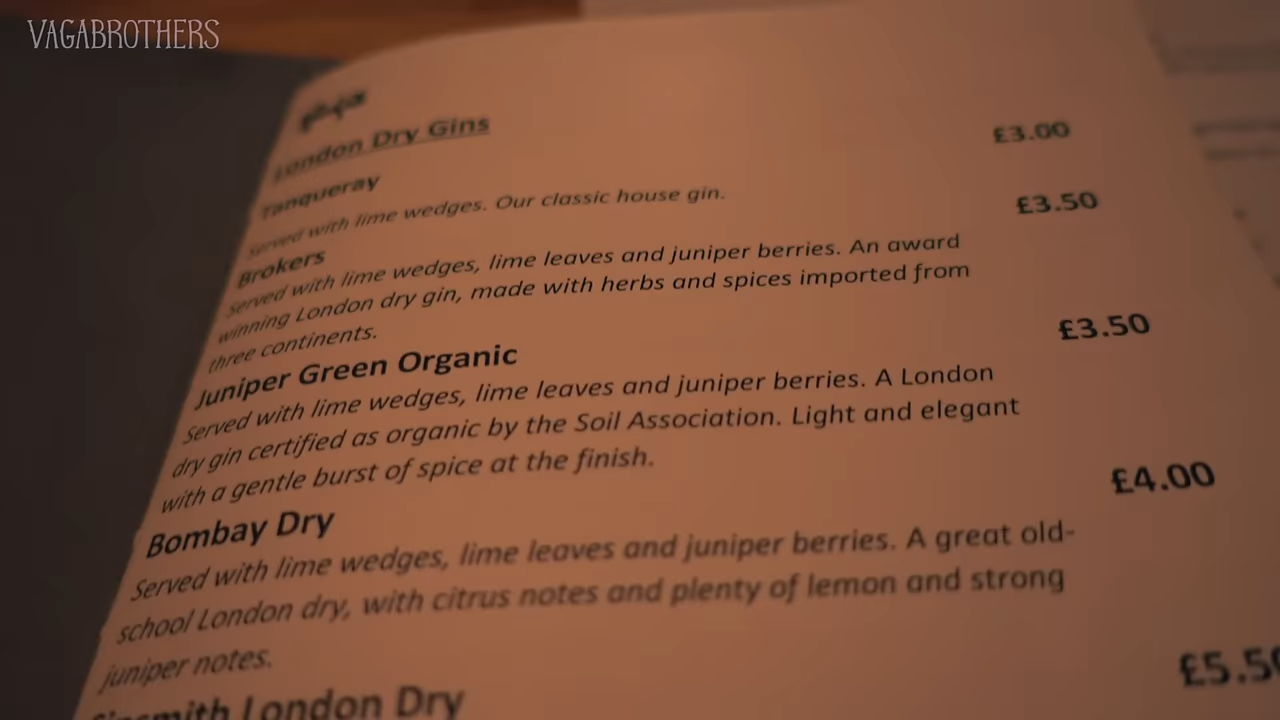 VAGABROTHERS
London Dry Gins
Tanqueray £3.00
Served with lime wedges. Our classic house gin.
Brokers £3.50
Served with lime wedges, lime leaves and juniper berries. An award
winning London dry gin, made with herbs and spices imported from
three continents.
Juniper Green Organic £3.50
Served with lime wedges, lime leaves and juniper berries. A London
dry gin certified as organic by the Soil Association. Light and elegant
with a gentle burst of spice at the finish.
Bombay Dry £4.00
Served with lime wedges, lime leaves and juniper berries. A great old-
school London dry, with citrus notes and plenty of lemon and strong
juniper notes.
London Dry £5.50